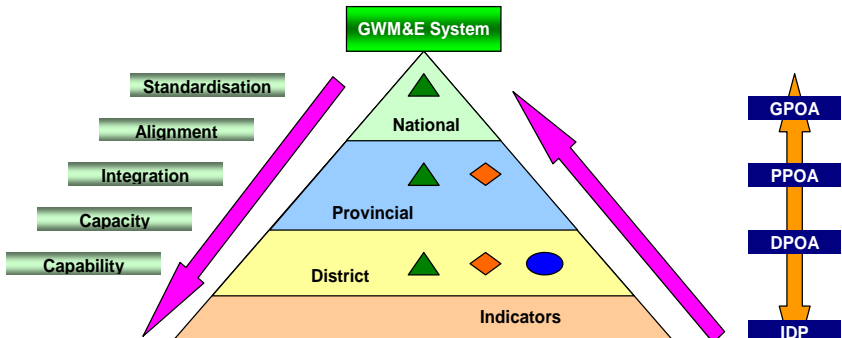 GWM&E System
Standardisation
Alignment
Integration
Capacity
Capability
National
Provincial
District
Indicators
GPOA
PPOA
DPOA
IDP